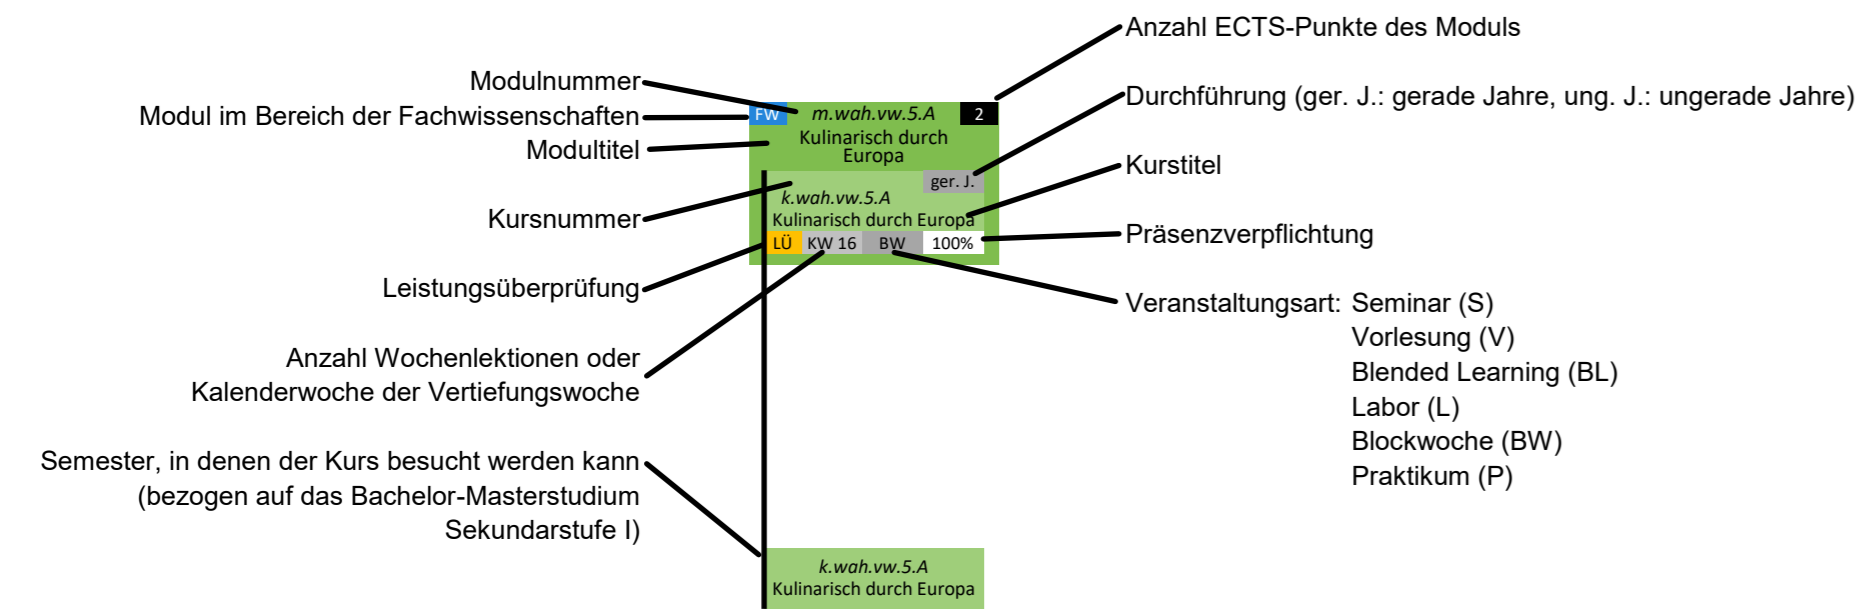 Anzahl ECTS-Punkte des Moduls
Modulnummer
Modul im Bereich der Fachwissenschaften
Modultitel
FW m.wah.vw.5.A 2
Kulinarisch durch
Europa
Durchführung (ger. J.: gerade Jahre, ung. J.: ungerade Jahre)
Kurstitel
ger. J.
k.wah.vw.5.A
Kulinarisch durch Europa
LÜ KW 16 BW 100%
Kursnummer
Präsenzverpflichtung
Leistungsüberprüfung
Veranstaltungsart: Seminar (S)
Vorlesung (V)
Blended Learning (BL)
Labor (L)
Blockwoche (BW)
Praktikum (P)
Anzahl Wochenlektionen oder
Kalenderwoche der Vertiefungswoche
Semester, in denen der Kurs besucht werden kann
(bezogen auf das Bachelor-Masterstudium
Sekundarstufe I)
k.wah.vw.5.A
Kulinarisch durch Europa